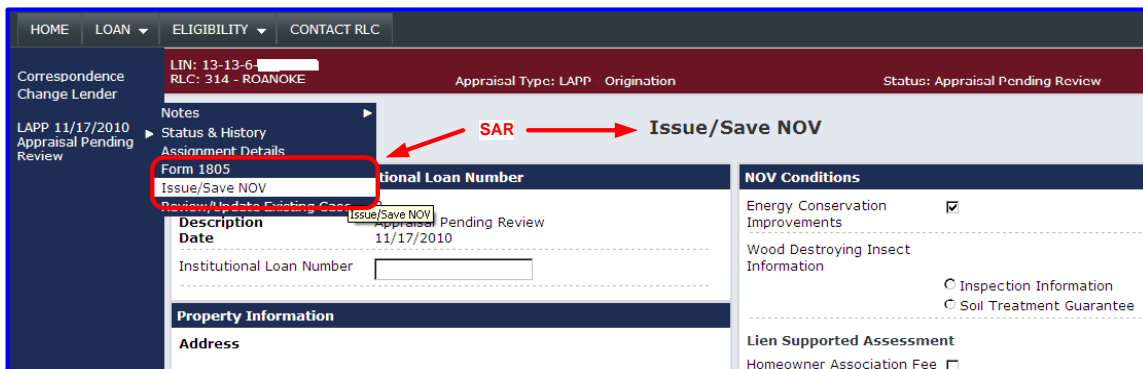 HOME LOAN ELIGIBILITY CONTACT RLC
Correspondence
Change Lender
LAPP 11/17/2010
Appraisal Pending
Review
LIN: 13-13-6-
RLC: 314 - ROANOKE
Appraisal Type: LAPP Origination
Status: Appraisal Pending Review
Notes
Status & History
Assignment Details
Form 1805
Issue/Save NOV
Review/Update Existing Case
Issue/Save NOV
SAR
Issue/Save NOV
tional Loan Number
Description Appraisal Pending Review
Date 11/17/2010
Institutional Loan Number
Property Information
Address
NOV Conditions
Energy Conservation
Improvements
Wood Destroying Insect
Information
Inspection Information
Soil Treatment Guarantee
Lien Supported Assessment
Homeowner Association Fee